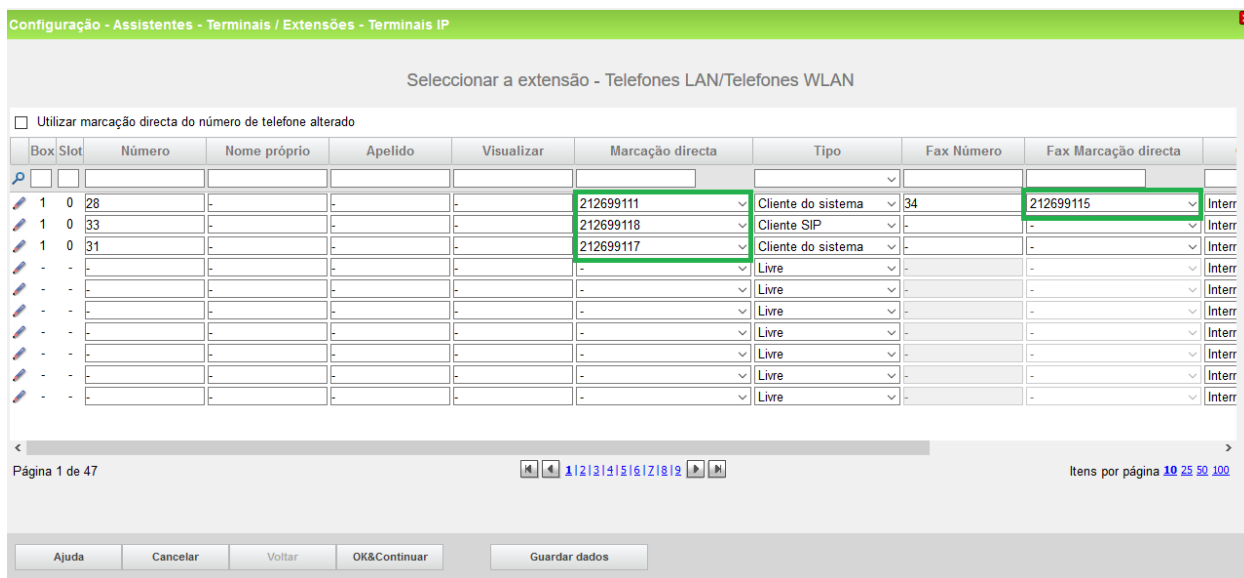 Configuração - Assistentes - Terminais / Extensões - Terminais IP
Seleccionar a extensão - Telefones LAN/Telefones WLAN
Utilizar marcação directa do número de telefone alterado
Box Slot Número Nome próprio Apelido Visualizar Marcação directa Tipo Fax Número Fax Marcação directa
1 0 28 - - - 212699111 Cliente do sistema 34 212699115 Intern
1 0 33 - - - 212699118 Cliente SIP - - Intern
1 0 31 - - - 212699117 Cliente do sistema - - Intern
- - - - - - - Livre - - Intern
- - - - - - - Livre - - Intern
- - - - - - - Livre - - Intern
- - - - - - - Livre - - Intern
- - - - - - - Livre - - Intern
- - - - - - - Livre - - Intern
- - - - - - - Livre - - Intern
Página 1 de 47 1|2|3|4|5|6|7|8|9 Itens por página 10 25 50 100
Ajuda Cancelar Voltar OK&Continuar Guardar dados